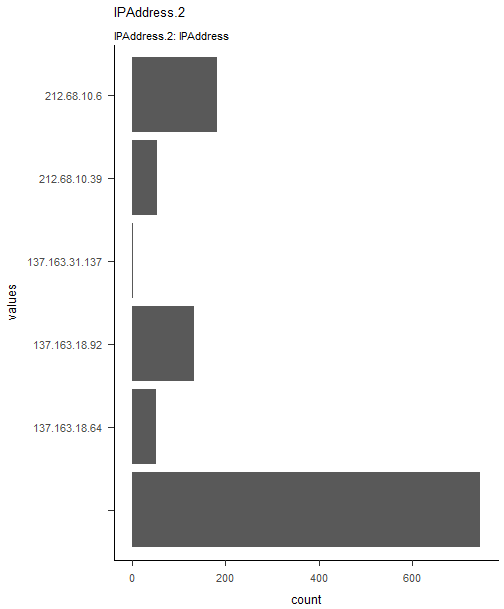 IPAddress.2
IPAddress.2: IPAddress
212.68.10.6
212.68.10.39
137.163.31.137
137.163.18.92
137.163.18.64
values
0 200 400 600
count